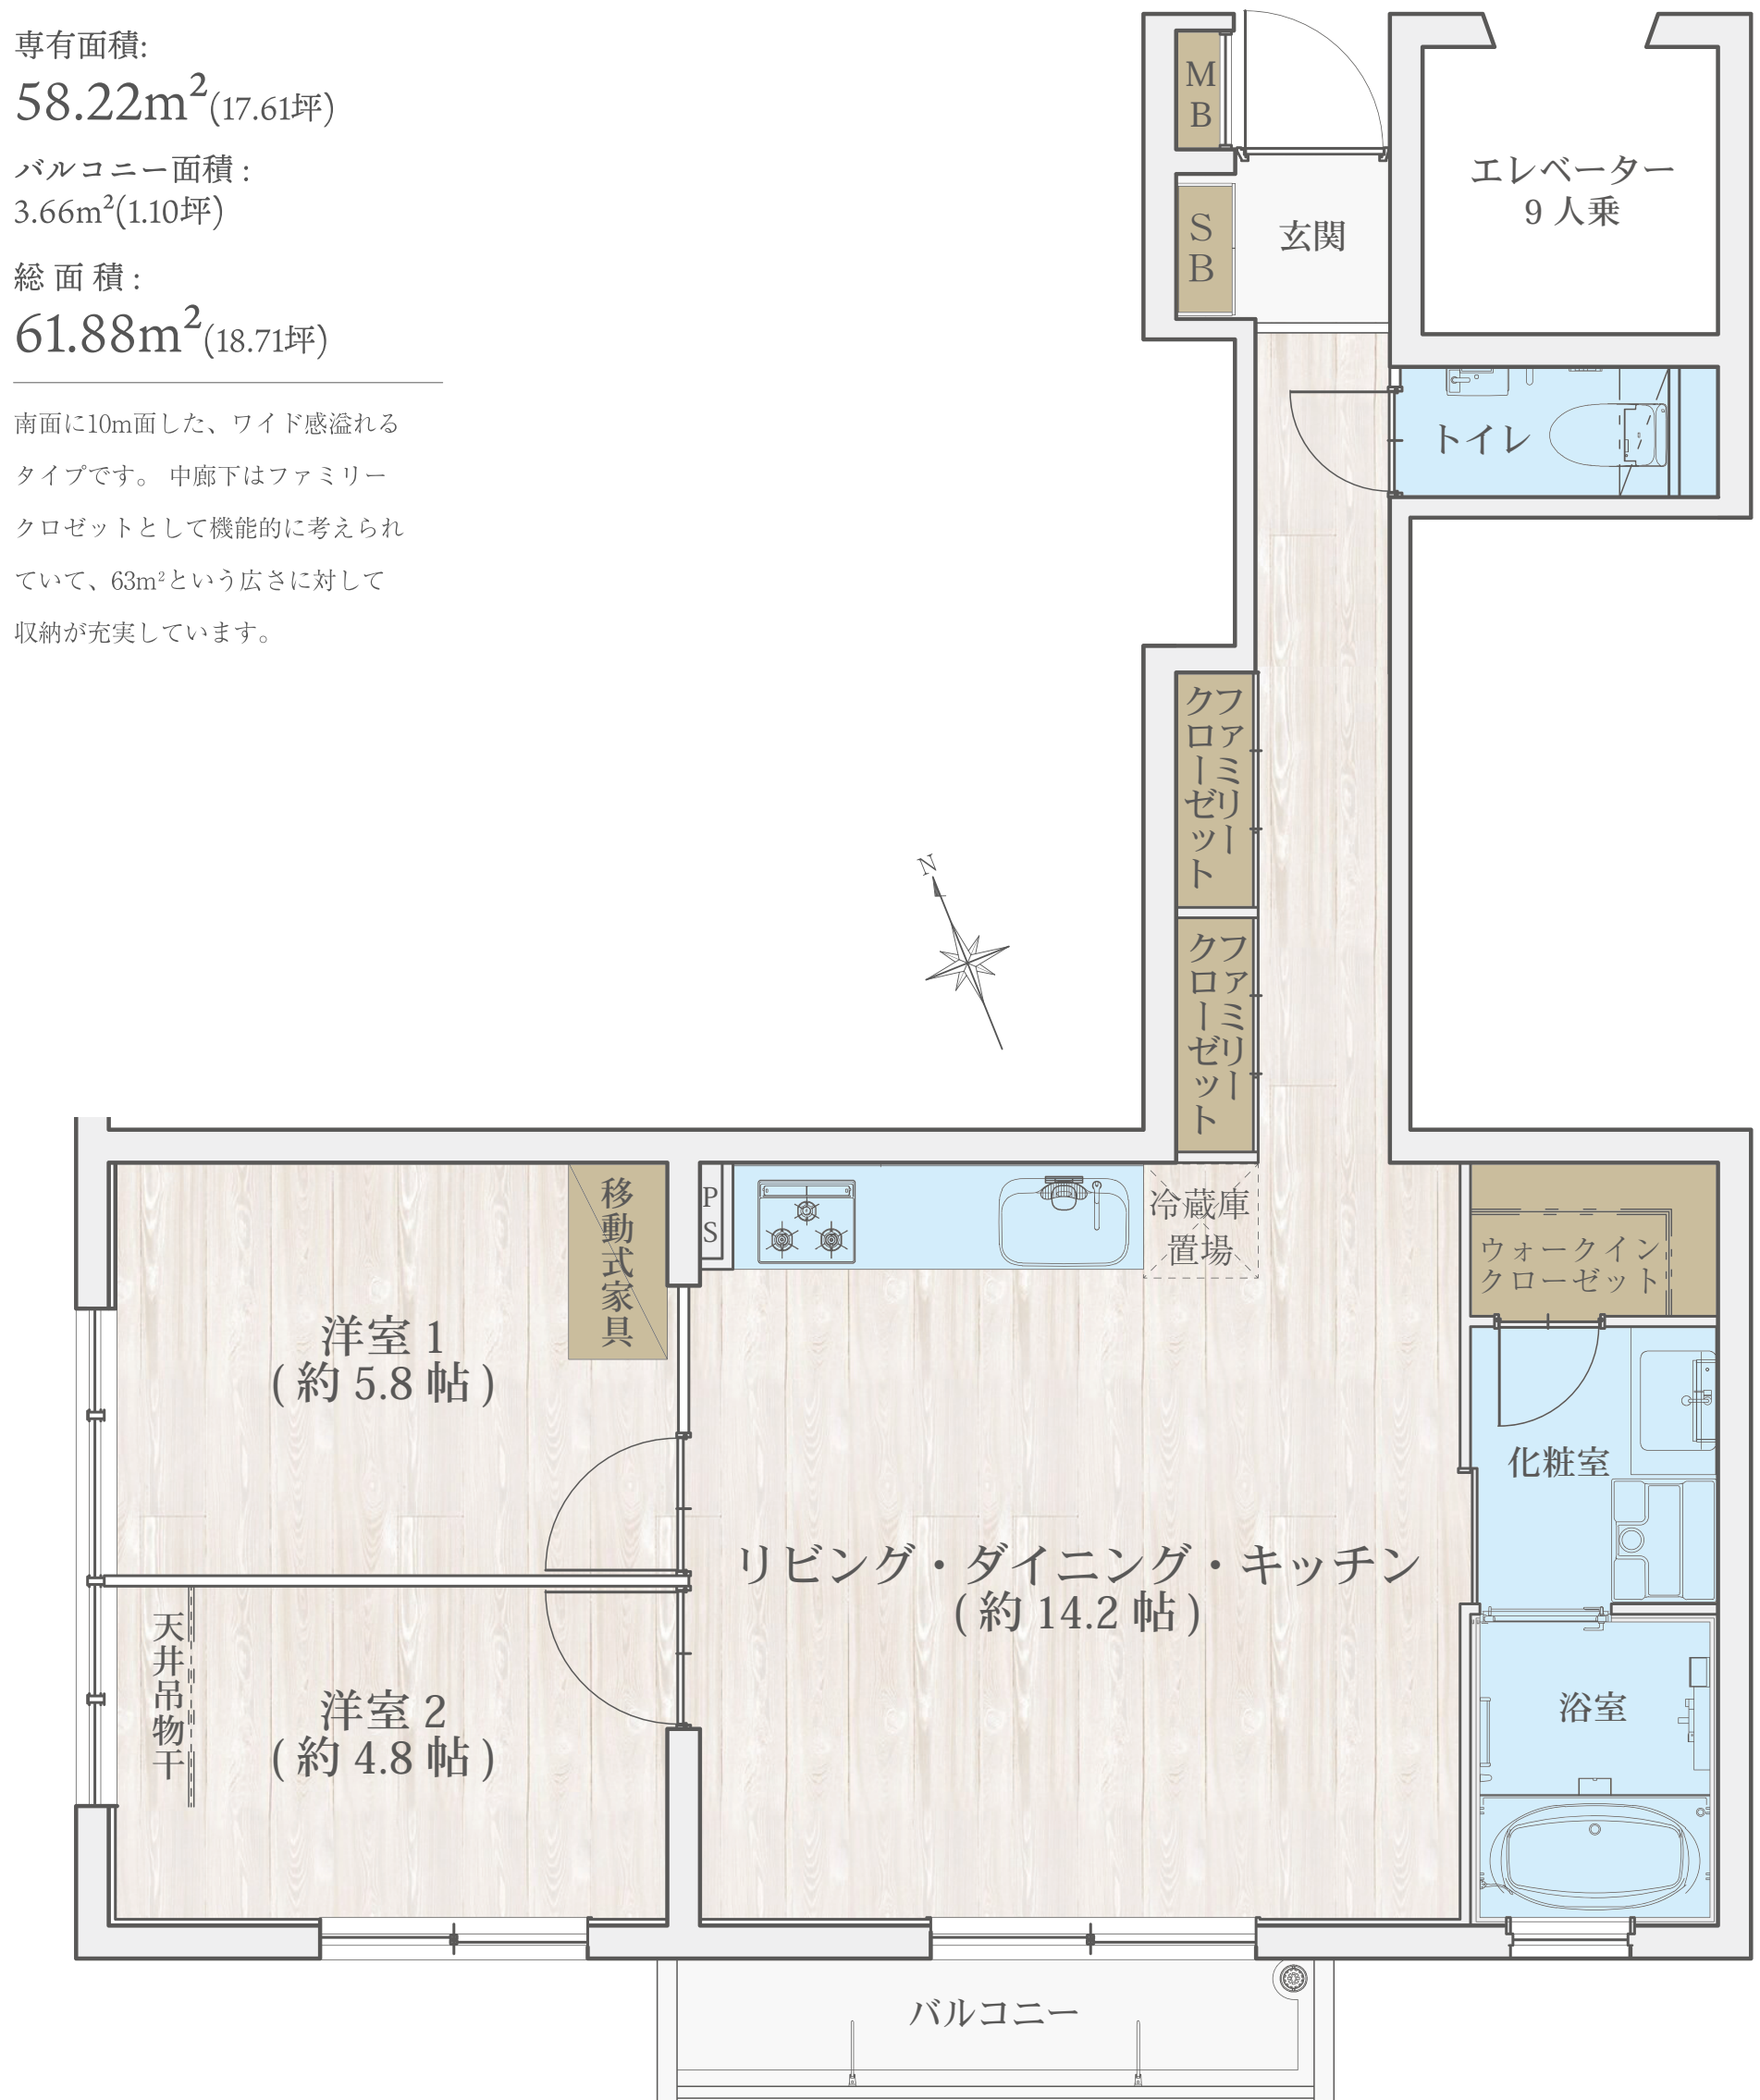 専有面積:
58.22m²(17.61坪)
バルコニー面積 :
3.66m²(1.10坪)
総 面 積 :
61.88m²(18.71坪)
南面に10m面した、ワイド感溢れる
タイプです。 中廊下はファミリー
クロゼットとして機能的に考えられ
ていて、63m²という広さに対して
収納が充実しています。
MB
エレベーター
9 人乗
SB
玄関
トイレ
ファミリー
クローゼット
N
ファミリー
クローゼット
移動式家具
PS
冷蔵庫
置場
ウォークイン
クローゼット
洋室 1
( 約 5.8 帖 )
化粧室
リビング・ダイニング・キッチン
( 約 14.2 帖 )
天井吊物干
洋室 2
( 約 4.8 帖 )
浴室
バルコニー